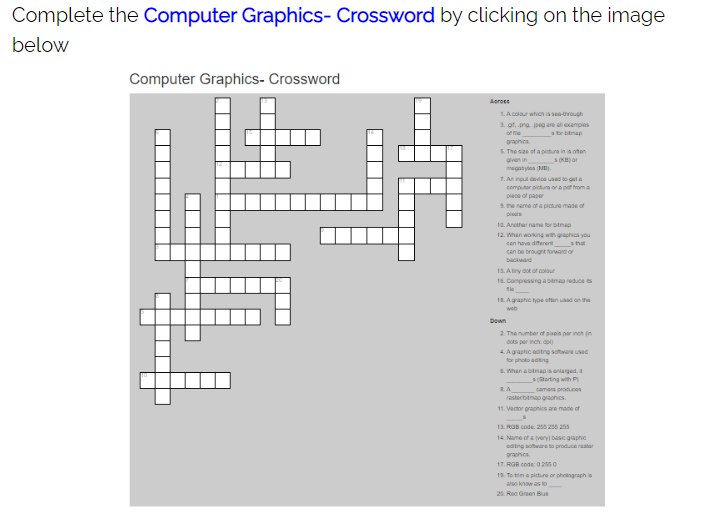 Complete the Computer Graphics- Crossword by clicking on the image
below
Computer Graphics- Crossword
Across
1. A colour which is see-through
3. .gif, .png, .jpeg are all examples
of file ______s for bitmap
graphics.
5. The size of a picture in is often
given in ______s (KB) or
megabytes (MB).
7. An input device used to get a
computer picture or a pdf from a
piece of paper
9. the name of a picture made of
pixels
10. Another name for bitmap
12. When working with graphics you
can have different ____s that
can be brought forward or
backward
15. A tiny dot of colour
16. Compressing a bitmap reduce its
file ____
18. A graphic type often used on the
web
Down
2. The number of pixels per inch (in
dots per inch, dpi)
4. A graphic editing software used
for photo editing
6. When a bitmap is enlarged, it
______s (Starting with P)
8. A______ camera produces
raster/bitmap graphics.
11. Vector graphics are made of
____s
13. RGB code: 255 255 255
14. Name of a (very) basic graphic
editing software to produce raster
graphics.
17. RGB code: 0 255 0
19. To trim a picture or photograph is
also know as to ____
20. Red Green Blue